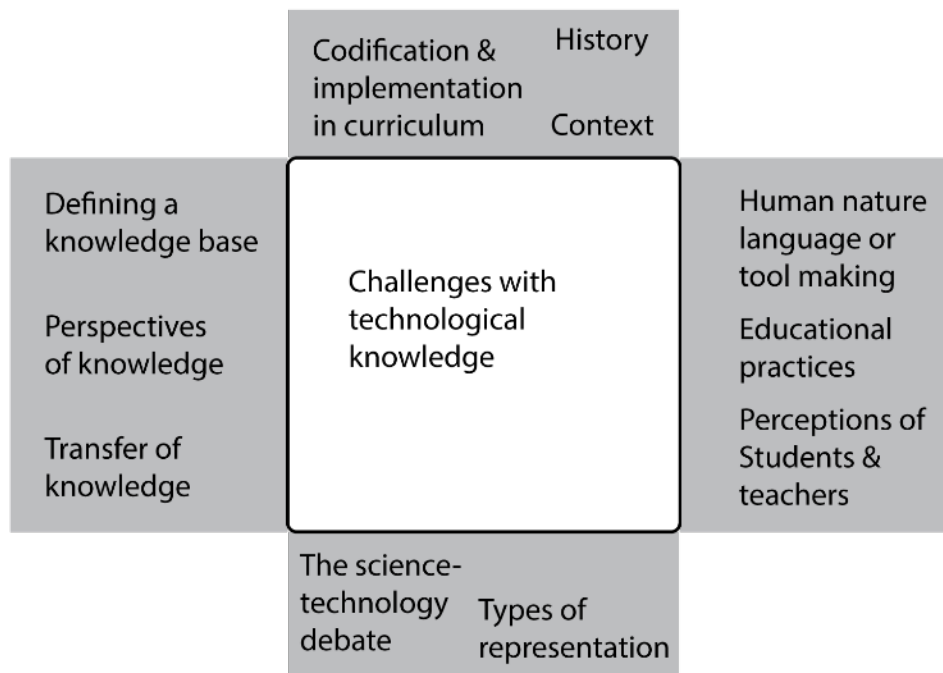 Codification &
implementation
in curriculum
History
Context
Defining a
knowledge base
Perspectives
of knowledge
Transfer of
knowledge
Challenges with
technological
knowledge
Human nature
language or
tool making
Educational
practices
Perceptions of
Students &
teachers
The science-
technology
debate
Types of
representation